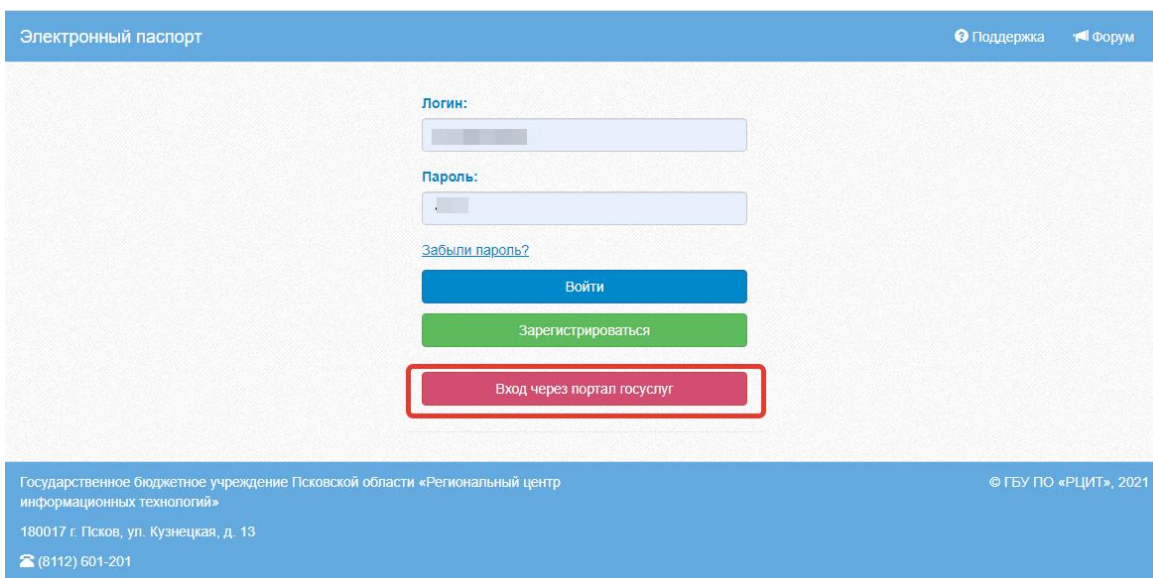 Электронный паспорт
Поддержка
Форум
Логин:
Пароль:
Забыли пароль?
Войти
Зарегистрироваться
Вход через портал госуслуг
Государственное бюджетное учреждение Псковской области «Региональный центр
информационных технологий»
© ГБУ ПО «РЦИТ», 2021
180017 г. Псков, ул. Кузнецкая, д. 13
(8112) 601-201